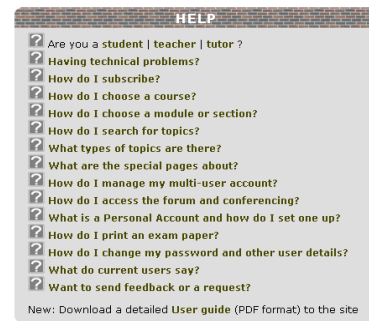 HELP
Are you a student | teacher | tutor ?
Having technical problems?
How do I subscribe?
How do I choose a course?
How do I choose a module or section?
How do I search for topics?
What types of topics are there?
What are the special pages about?
How do I manage my multi-user account?
How do I access the forum and conferencing?
What is a Personal Account and how do I set one up?
How do I print an exam paper?
How do I change my password and other user details?
What do current users say?
Want to send feedback or a request?
New: Download a detailed User guide (PDF format) to the site